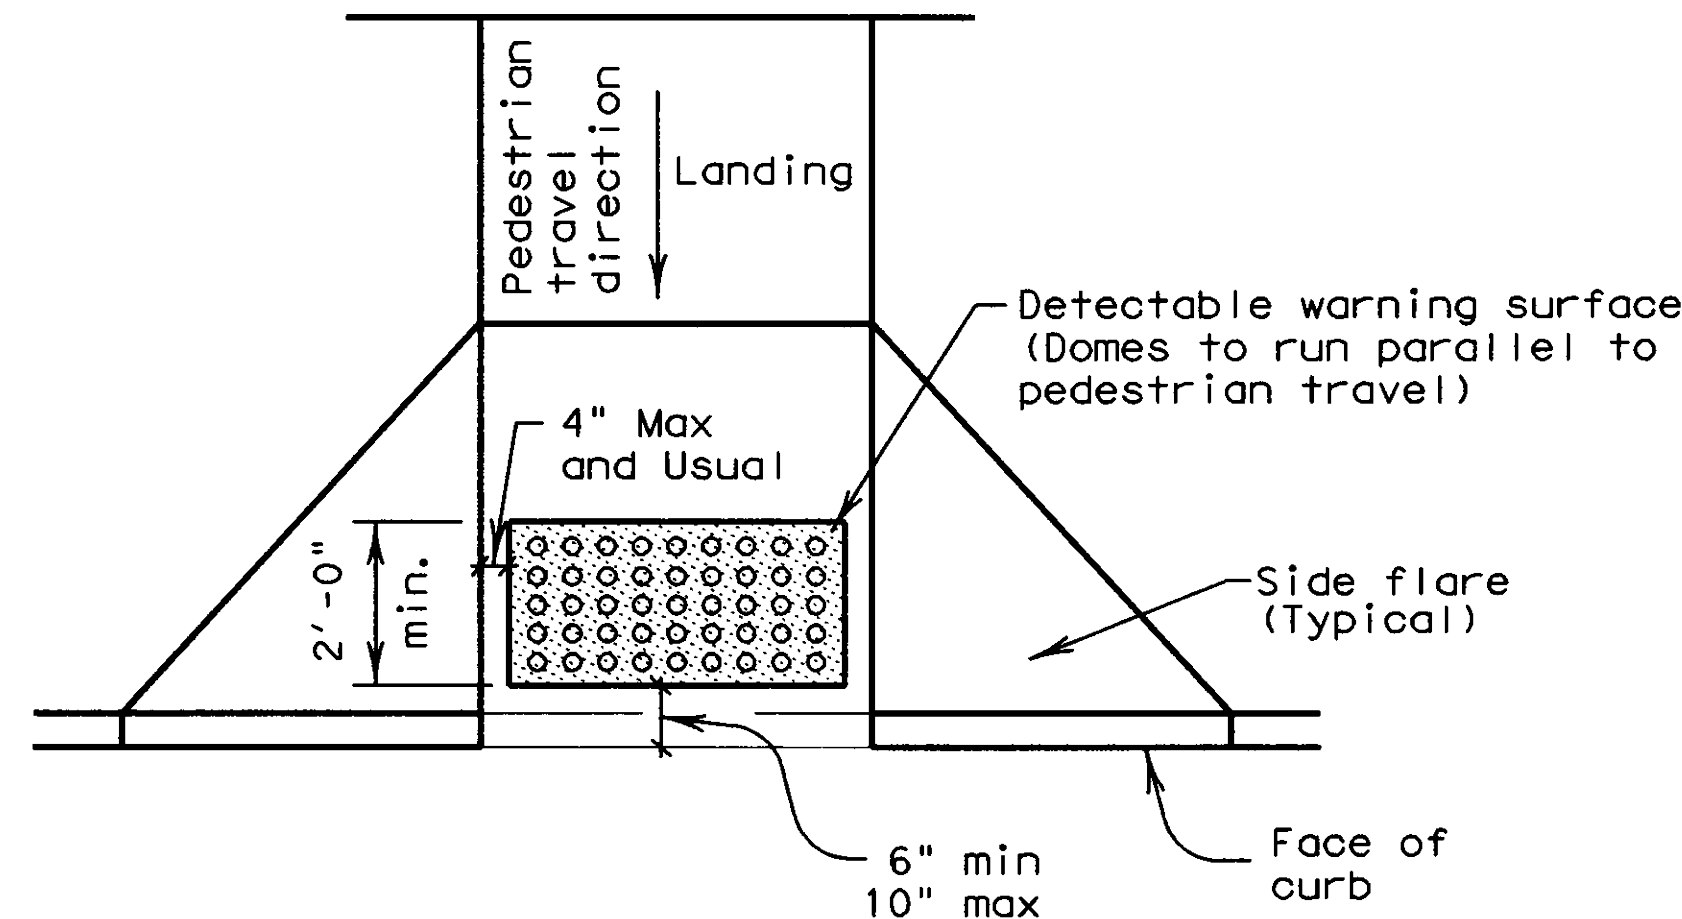 Pedestrian
travel
direction
Landing
Detectable warning surface
(Domes to run parallel to
pedestrian travel)
4" Max
and Usual
2'-0"
min.
Side flare
(Typical)
6" min
10" max
Face of
curb